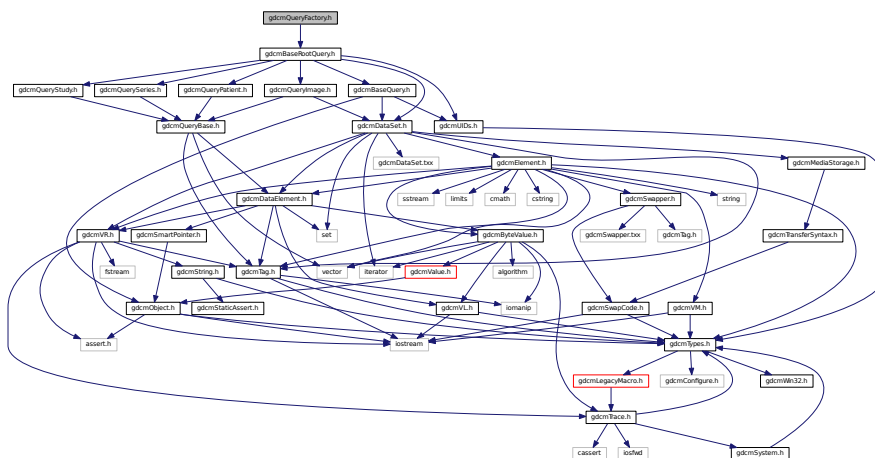 gdcmQueryFactory.h
gdcmBaseRootQuery.h
gdcmQueryStudy.h
gdcmQuerySeries.h
gdcmQueryPatient.h
gdcmQueryImage.h
gdcmBaseQuery.h
gdcmQueryBase.h
gdcmDataSet.h
gdcmUIDs.h
gdcmDataSet.txx
gdcmElement.h
gdcmMediaStorage.h
gdcmDataElement.h
sstream
limits
cmath
cstring
gdcmSwapper.h
string
gdcmVR.h
gdcmSmartPointer.h
set
gdcmByteValue.h
gdcmSwapper.txx
gdcmTag.h
gdcmTransferSyntax.h
fstream
gdcmString.h
gdcmTag.h
vector
iterator
gdcmValue.h
algorithm
gdcmObject.h
gdcmStaticAssert.h
gdcmVL.h
iomanip
gdcmSwapCode.h
gdcmVM.h
assert.h
iostream
gdcmTypes.h
gdcmLegacyMacro.h
gdcmConfigure.h
gdcmWin32.h
gdcmTrace.h
cassert
iosfwd
gdcmSystem.h